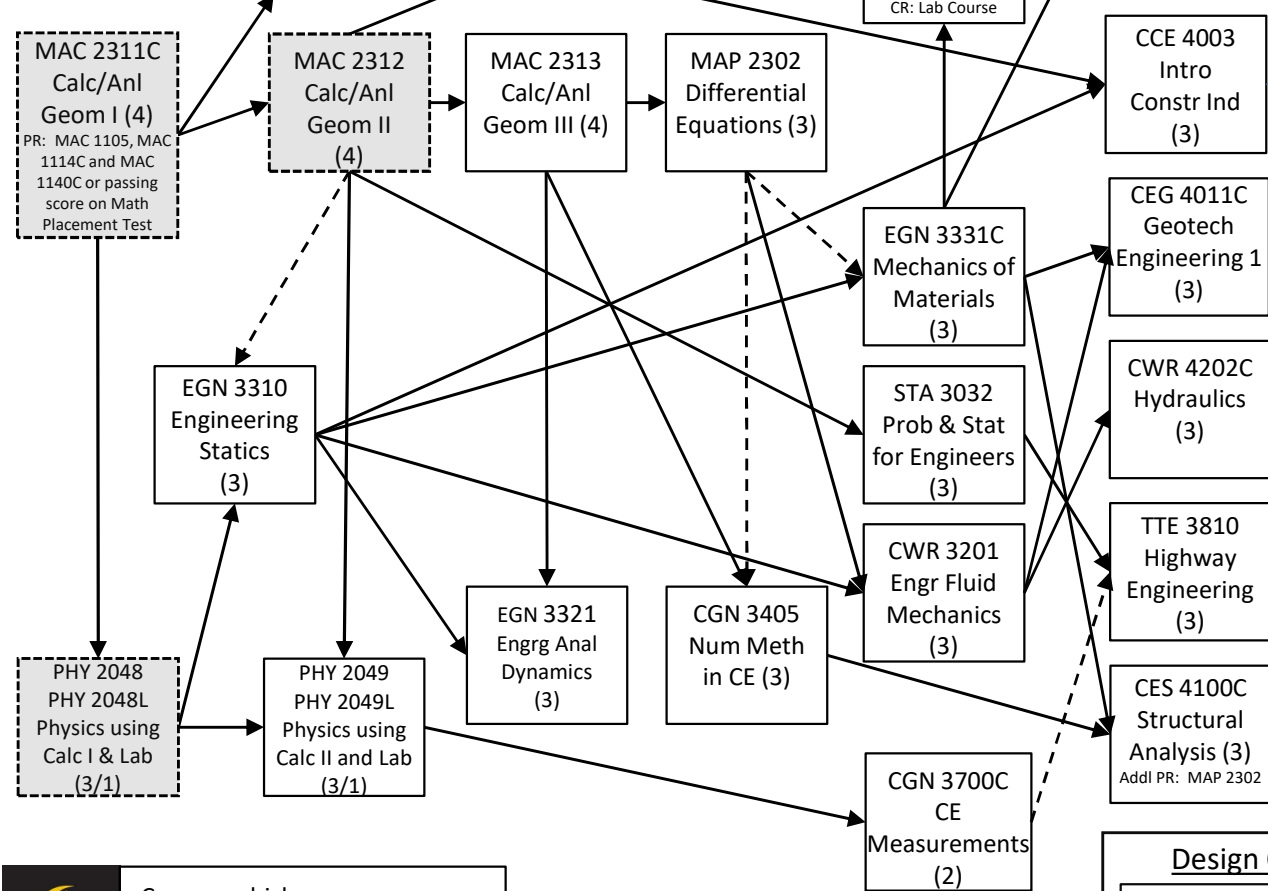 CR: Lab Course
MAC 2311C
Calc/Anl
Geom I (4)
PR:  MAC 1105, MAC
1114C and MAC
1140C or passing
score on Math
Placement Test
MAC 2312
Calc/Anl
Geom II
(4)
MAC 2313
Calc/Anl
Geom III (4)
MAP 2302
Differential
Equations (3)
CCE 4003
Intro
Constr Ind
(3)
EGN 3331C
Mechanics of
Materials
(3)
CEG 4011C
Geotech
Engineering 1
(3)
EGN 3310
Engineering
Statics
(3)
STA 3032
Prob & Stat
for Engineers
(3)
CWR 4202C
Hydraulics
(3)
CWR 3201
Engr Fluid
Mechanics
(3)
TTE 3810
Highway
Engineering
(3)
PHY 2048
PHY 2048L
Physics using
Calc I & Lab
(3/1)
PHY 2049
PHY 2049L
Physics using
Calc II and Lab
(3/1)
EGN 3321
Engrg Anal
Dynamics
(3)
CGN 3405
Num Meth
in CE (3)
CES 4100C
Structural
Analysis (3)
Addl PR:  MAP 2302
CGN 3700C
CE
Measurements
(2)
Design